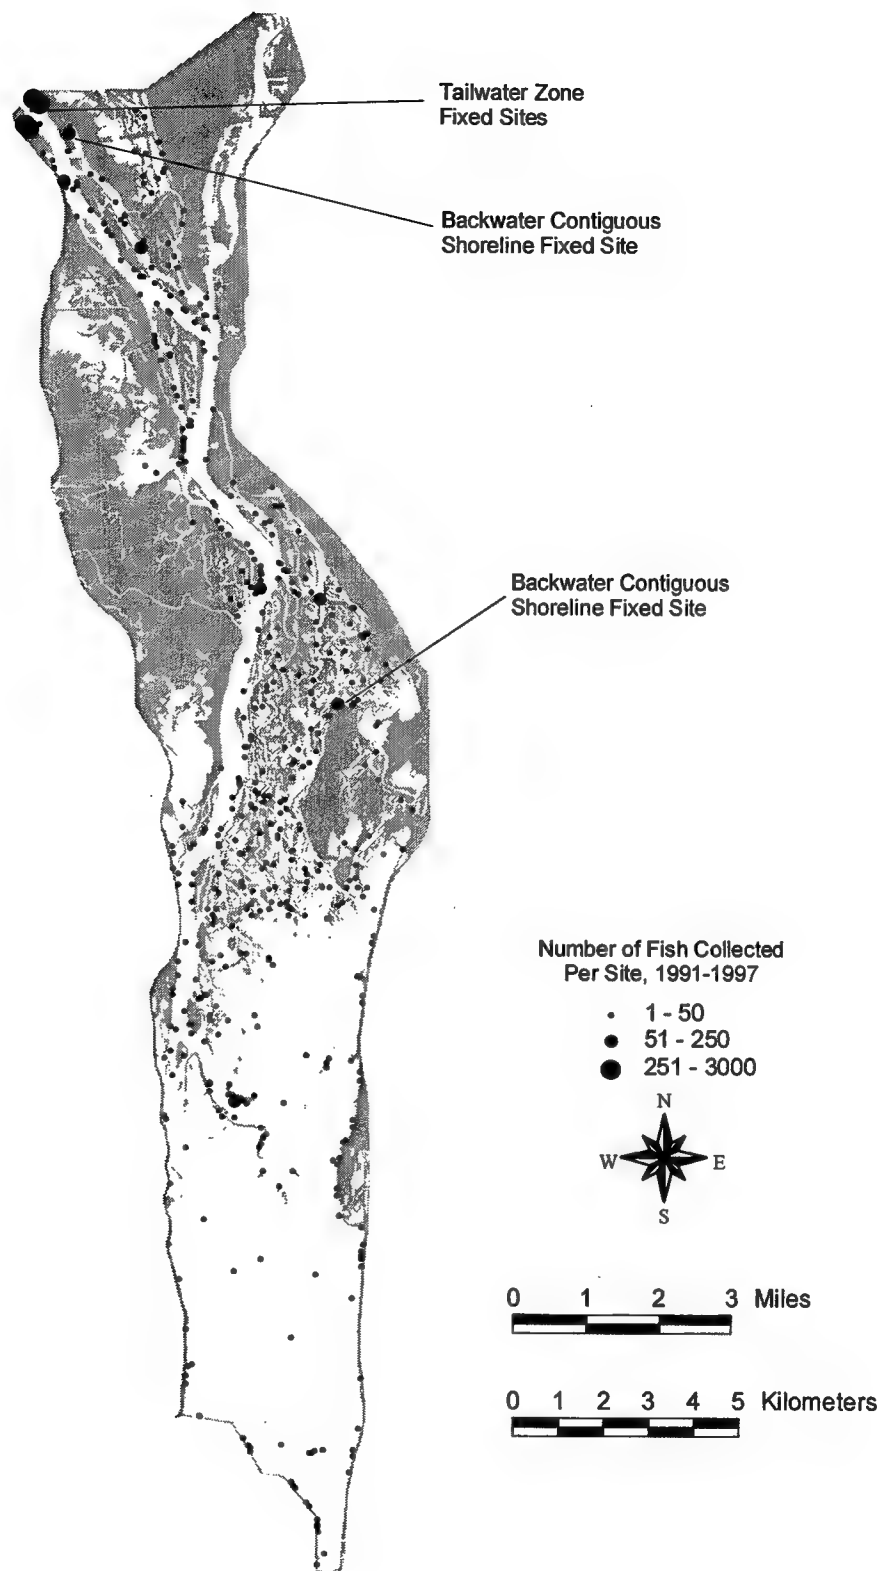 Tailwater Zone
Fixed Sites
Backwater Contiguous
Shoreline Fixed Site
Backwater Contiguous
Shoreline Fixed Site
Number of Fish Collected
Per Site, 1991-1997
1 - 50
51 - 250
251 - 3000
N
W E
S
0 1 2 3 Miles
0 1 2 3 4 5 Kilometers